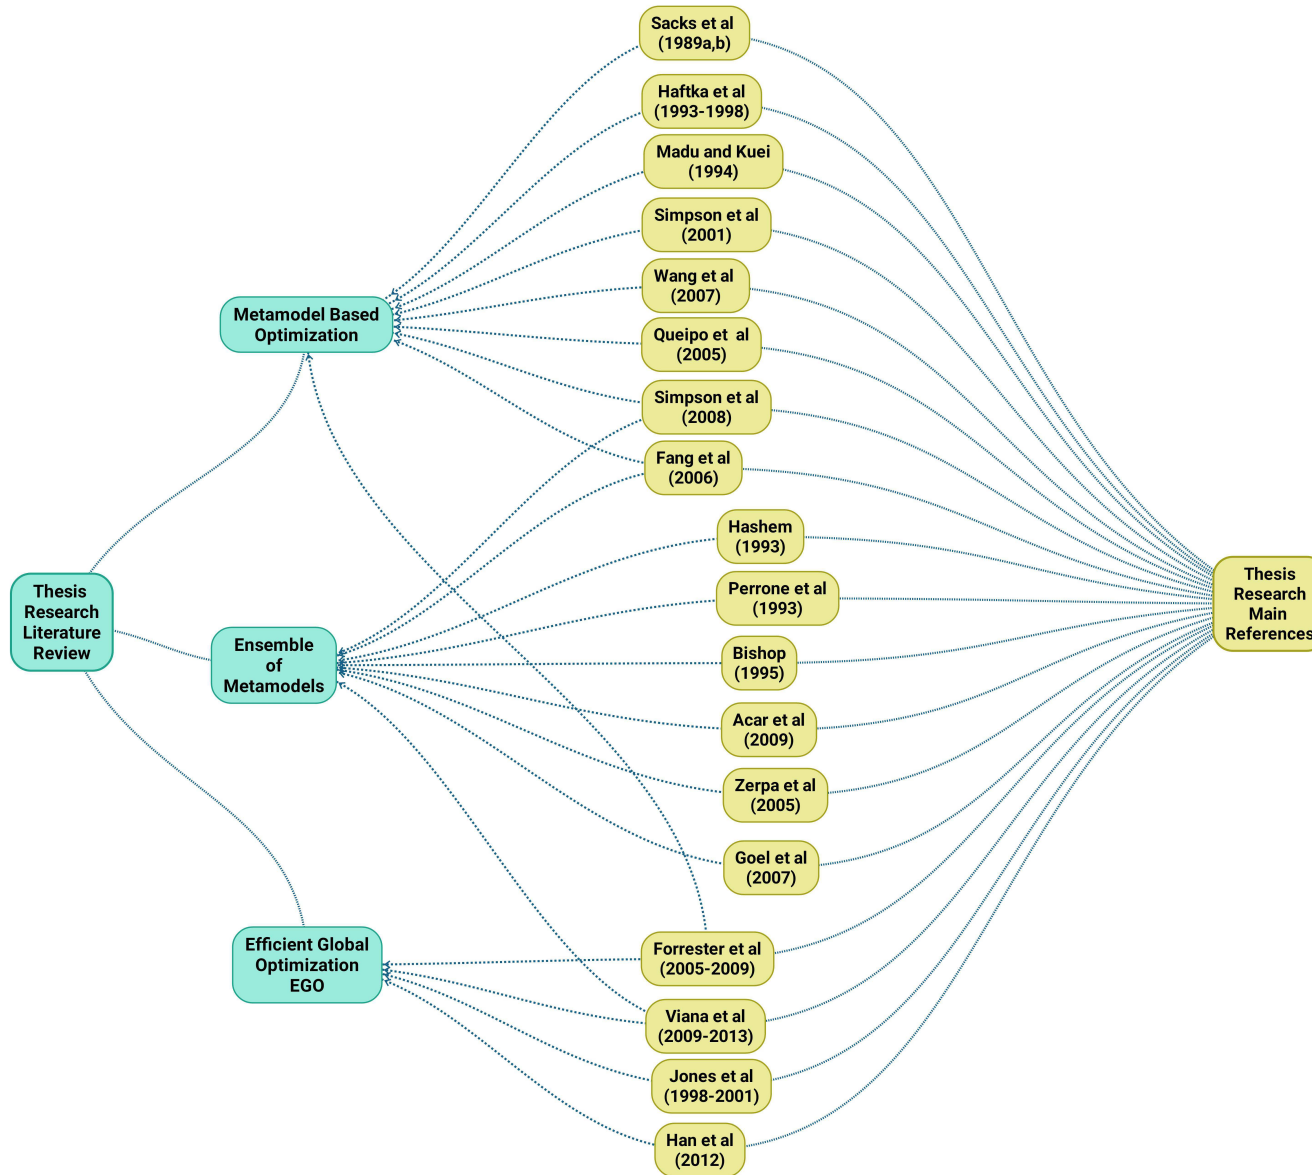 Sacks et al
(1989a,b)
Haftka et al
(1993-1998)
Madu and Kuei
(1994)
Simpson et al
(2001)
Wang et al
(2007)
Queipo et  al
(2005)
Simpson et al
(2008)
Fang et al
(2006)
Hashem
(1993)
Perrone et al
(1993)
Bishop
(1995)
Acar et al
(2009)
Zerpa et al
(2005)
Goel et al
(2007)
Forrester et al
(2005-2009)
Viana et al
(2009-2013)
Jones et al
(1998-2001)
Han et al
(2012)
Metamodel Based
Optimization
Ensemble
of
Metamodels
Efficient Global
Optimization
EGO
Thesis
Research
Literature
Review
Thesis
Research
Main
References